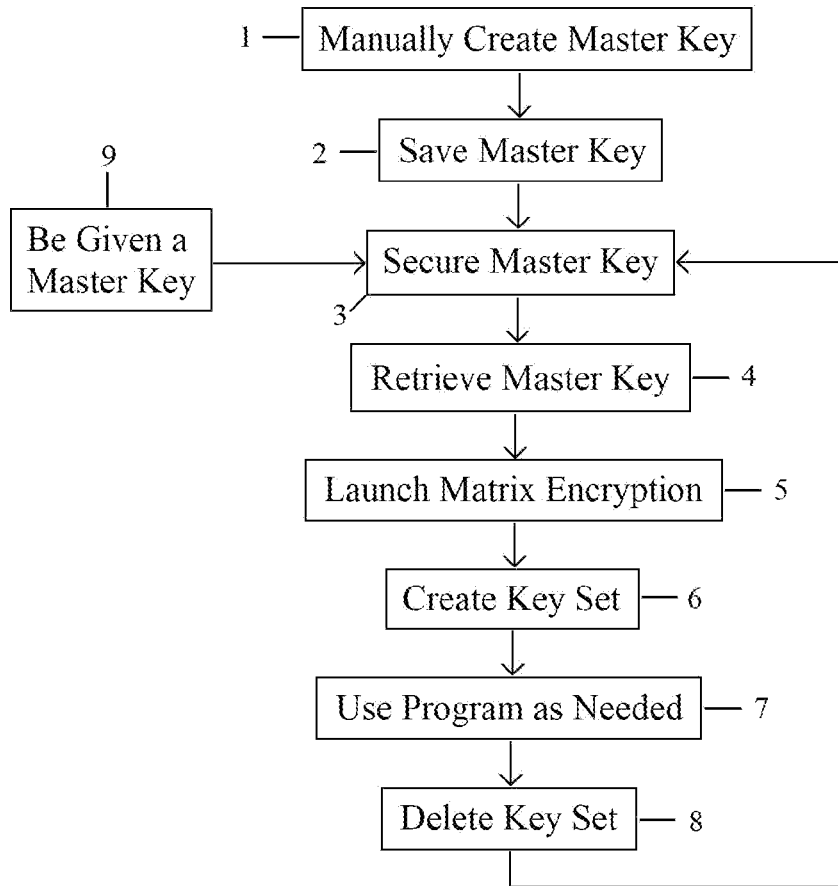 1
Manually Create Master Key
2
Save Master Key
9
Be Given a
Master Key
Secure Master Key
3
Retrieve Master Key
4
Launch Matrix Encryption
5
Create Key Set
6
Use Program as Needed
7
Delete Key Set
8